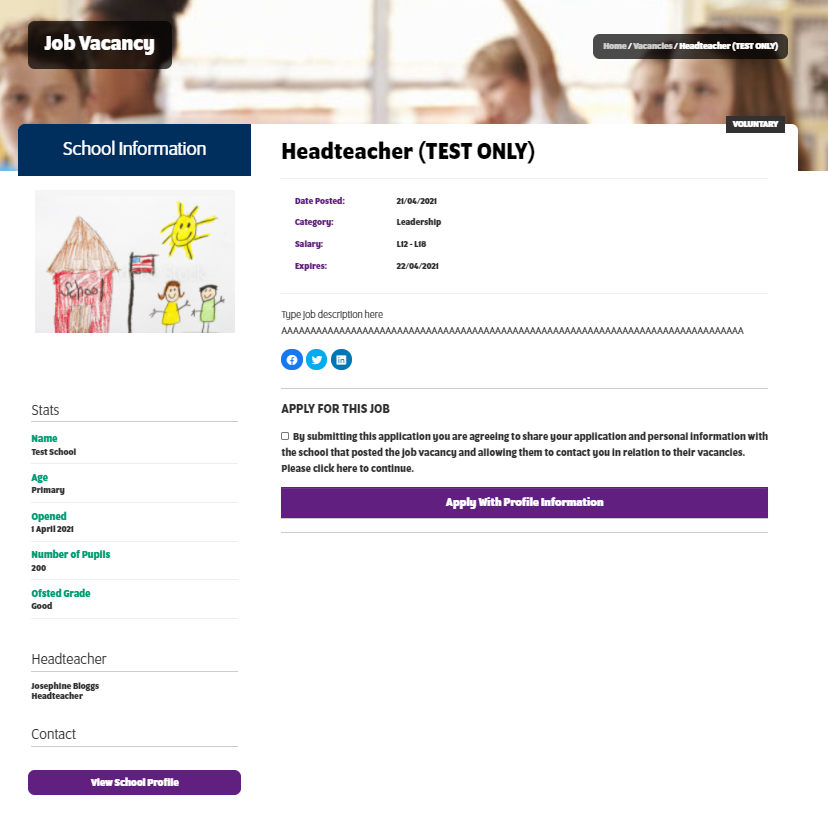 Job Vacancy
Home / Vacancies / Headteacher (TEST ONLY)
VOLUNTARY
School Information
School
Stats
Name
Test School
Age
Primary
Opened
1 April 2021
Number of Pupils
200
Ofsted Grade
Good
Headteacher
Josephine Bloggs
Headteacher
Contact
View School Profile
Headteacher (TEST ONLY)
Date Posted: 21/04/2021
Category: Leadership
Salary: L12 - L18
Expires: 22/04/2021
Type job description here
AAAAAAAAAAAAAAAAAAAAAAAAAAAAAAAAAAAAAAAAAAAAAAAAAAAAAAAAAAAAAAAAAAAAAAAAAAAAAAA
APPLY FOR THIS JOB
By submitting this application you are agreeing to share your application and personal information with
the school that posted the job vacancy and allowing them to contact you in relation to their vacancies.
Please click here to continue.
Apply With Profile Information